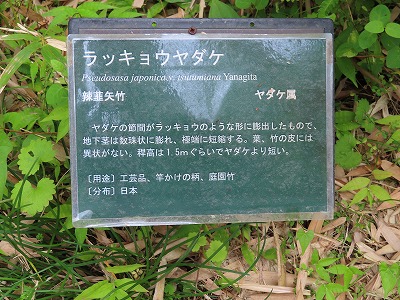 ラッキョウヤダケ
Pseudosasa japonica v. tsutsumiana Yanagita
辣韮矢竹 ヤダケ属
ヤダケの節間がラッキョウのような形に膨出したもので、
地下茎は数珠状に膨れ、極端に短縮する。葉、竹の皮には
異状がない。稈高は1.5mぐらいでヤダケより短い。
〔用途〕工芸品、竿かけの柄、庭園竹
〔分布〕日本